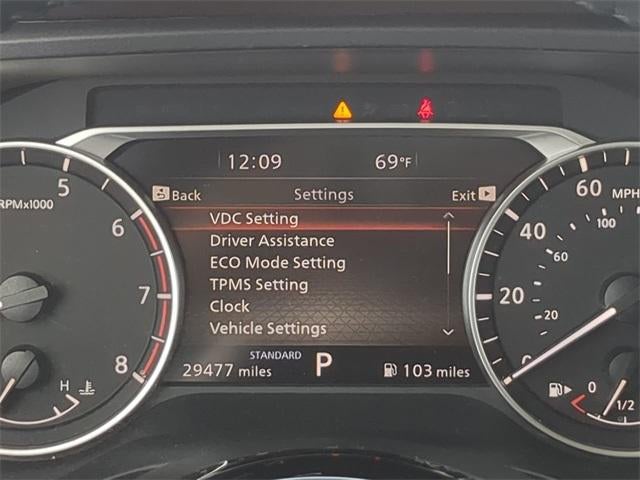 12:09 69°F
Back Settings Exit
VDC Setting
Driver Assistance
ECO Mode Setting
TPMS Setting
Clock
Vehicle Settings
STANDARD
29477 miles P 103 miles
RPMx1000
5
6
7
8
H
MPH
60
40
20
0
100
60
20
0
1/2